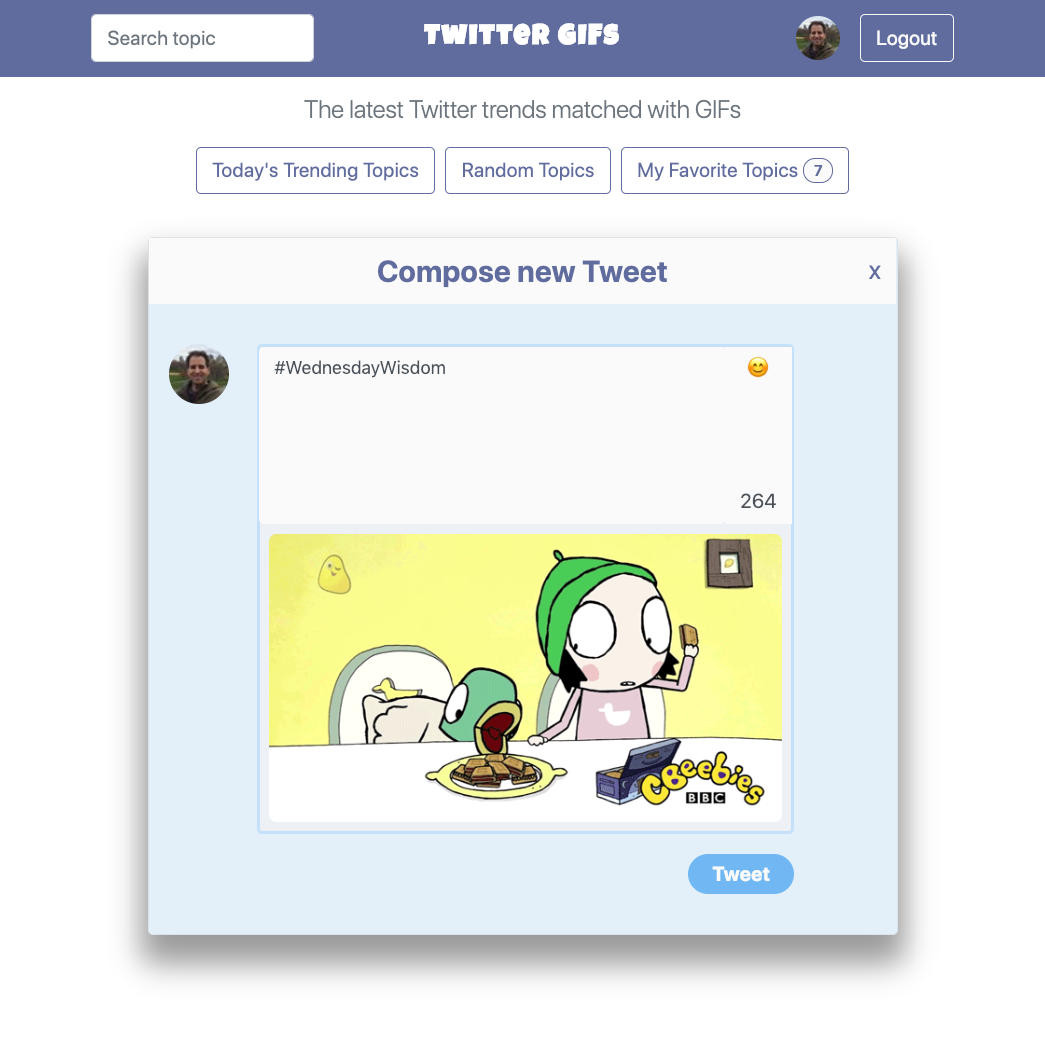 Search topic
TWITTER GIFS
Logout
The latest Twitter trends matched with GIFs
Today's Trending Topics
Random Topics
My Favorite Topics 7
Compose new Tweet
X
#WednesdayWisdom
264
CBeebies
BBC
Tweet